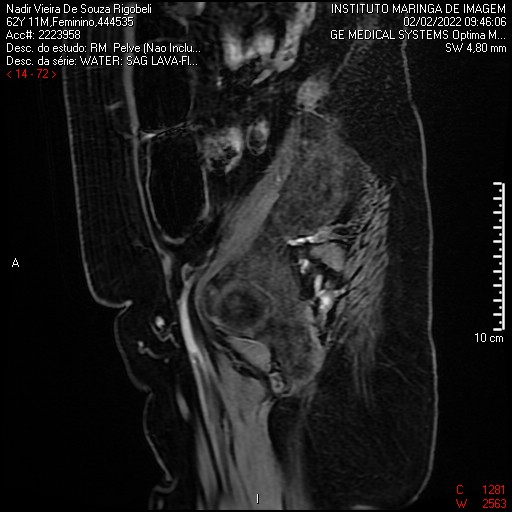 Nadir Vieira De Souza Rigobeli
62Y 11M,Feminino,444535
Acc#: 2223958
Desc. do estudo: RM Pelve (Nao Inclu...
Desc. da série: WATER: SAG LAVA-Fl...
< 14 - 72 >
INSTITUTO MARINGA DE IMAGEM
02/02/2022 09:46:06
GE MEDICAL SYSTEMS Optima M...
SW 4,80 mm
A
10 cm
I
C 1281
W 2563